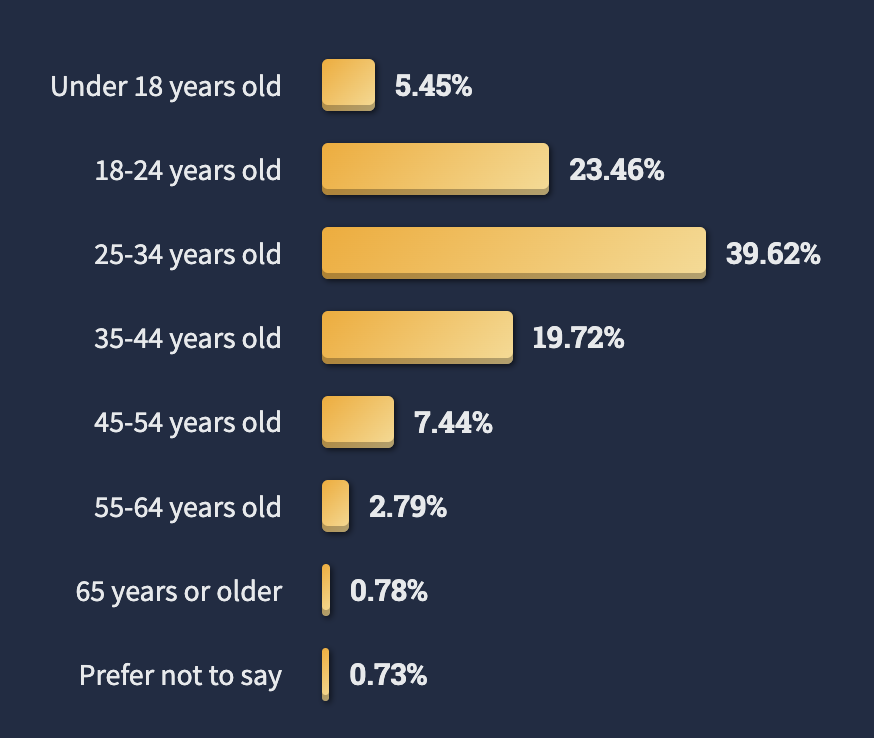 Under 18 years old 5.45%
18-24 years old 23.46%
25-34 years old 39.62%
35-44 years old 19.72%
45-54 years old 7.44%
55-64 years old 2.79%
65 years or older 0.78%
Prefer not to say 0.73%